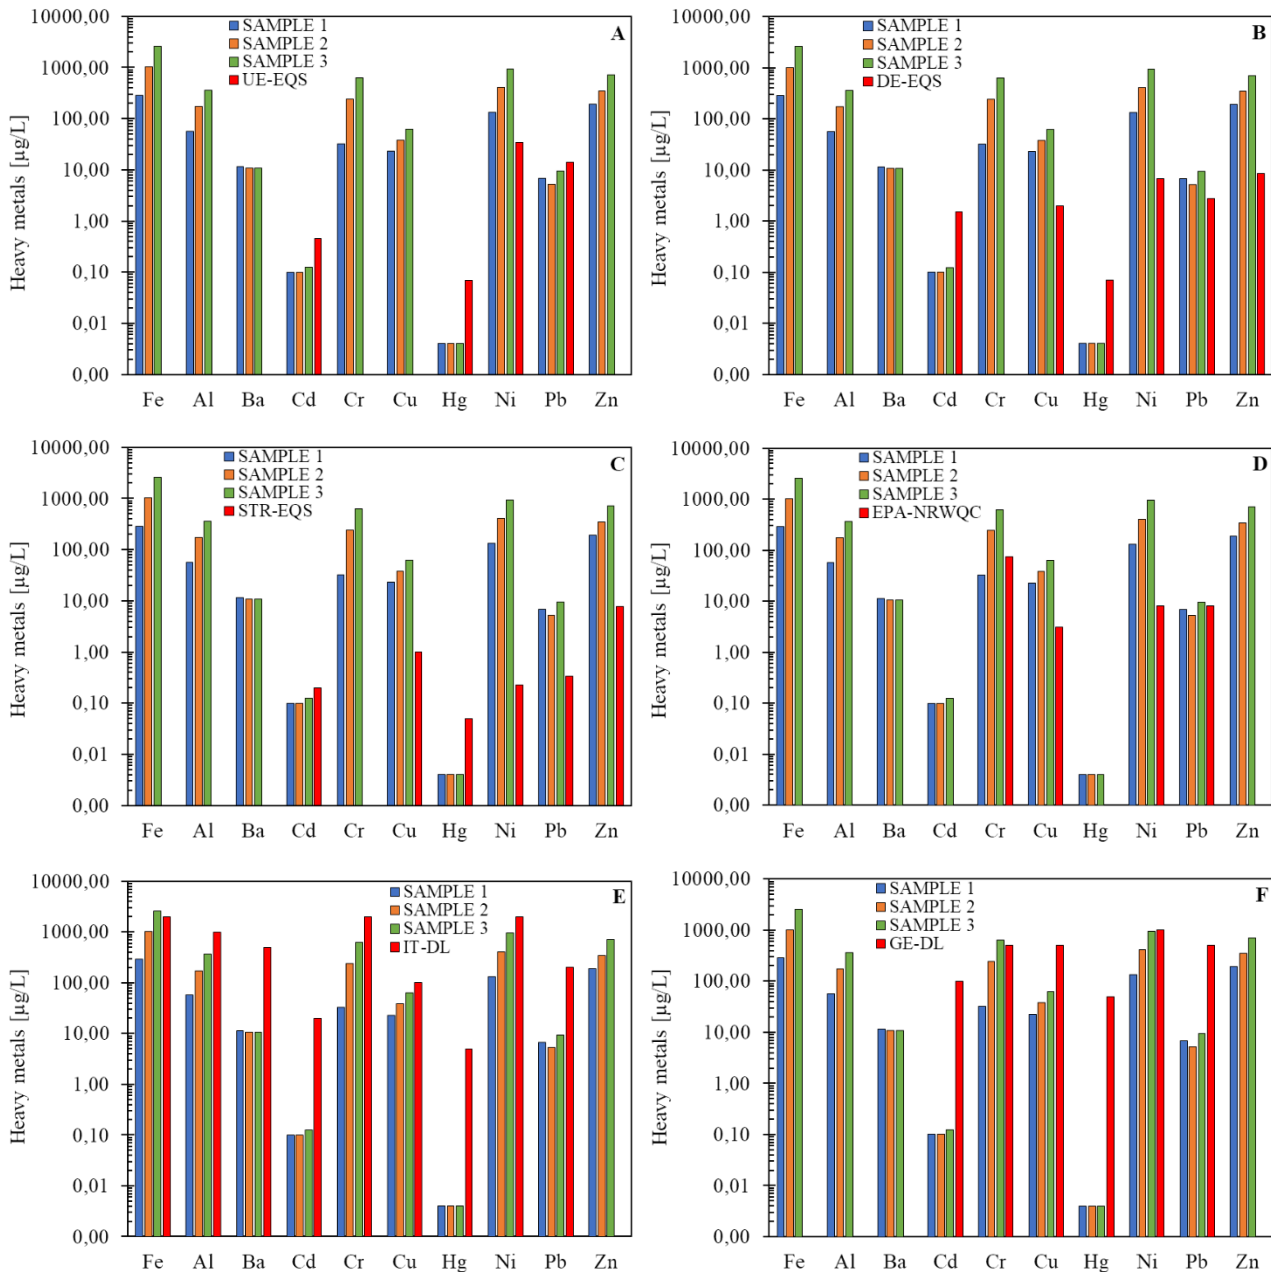 A
SAMPLE 1
SAMPLE 2
SAMPLE 3
UE-EQS
Heavy metals [µg/L]
10000,00
1000,00
100,00
10,00
1,00
0,10
0,01
0,00
Fe Al Ba Cd Cr Cu Hg Ni Pb Zn
B
SAMPLE 1
SAMPLE 2
SAMPLE 3
DE-EQS
Heavy metals [µg/L]
10000,00
1000,00
100,00
10,00
1,00
0,10
0,01
0,00
Fe Al Ba Cd Cr Cu Hg Ni Pb Zn
C
SAMPLE 1
SAMPLE 2
SAMPLE 3
STR-EQS
Heavy metals [µg/L]
10000,00
1000,00
100,00
10,00
1,00
0,10
0,01
0,00
Fe Al Ba Cd Cr Cu Hg Ni Pb Zn
D
SAMPLE 1
SAMPLE 2
SAMPLE 3
EPA-NRWQC
Heavy metals [µg/L]
10000,00
1000,00
100,00
10,00
1,00
0,10
0,01
0,00
Fe Al Ba Cd Cr Cu Hg Ni Pb Zn
E
SAMPLE 1
SAMPLE 2
SAMPLE 3
IT-DL
Heavy metals [µg/L]
10000,00
1000,00
100,00
10,00
1,00
0,10
0,01
0,00
Fe Al Ba Cd Cr Cu Hg Ni Pb Zn
F
SAMPLE 1
SAMPLE 2
SAMPLE 3
GE-DL
Heavy metals [µg/L]
10000,00
1000,00
100,00
10,00
1,00
0,10
0,01
0,00
Fe Al Ba Cd Cr Cu Hg Ni Pb Zn